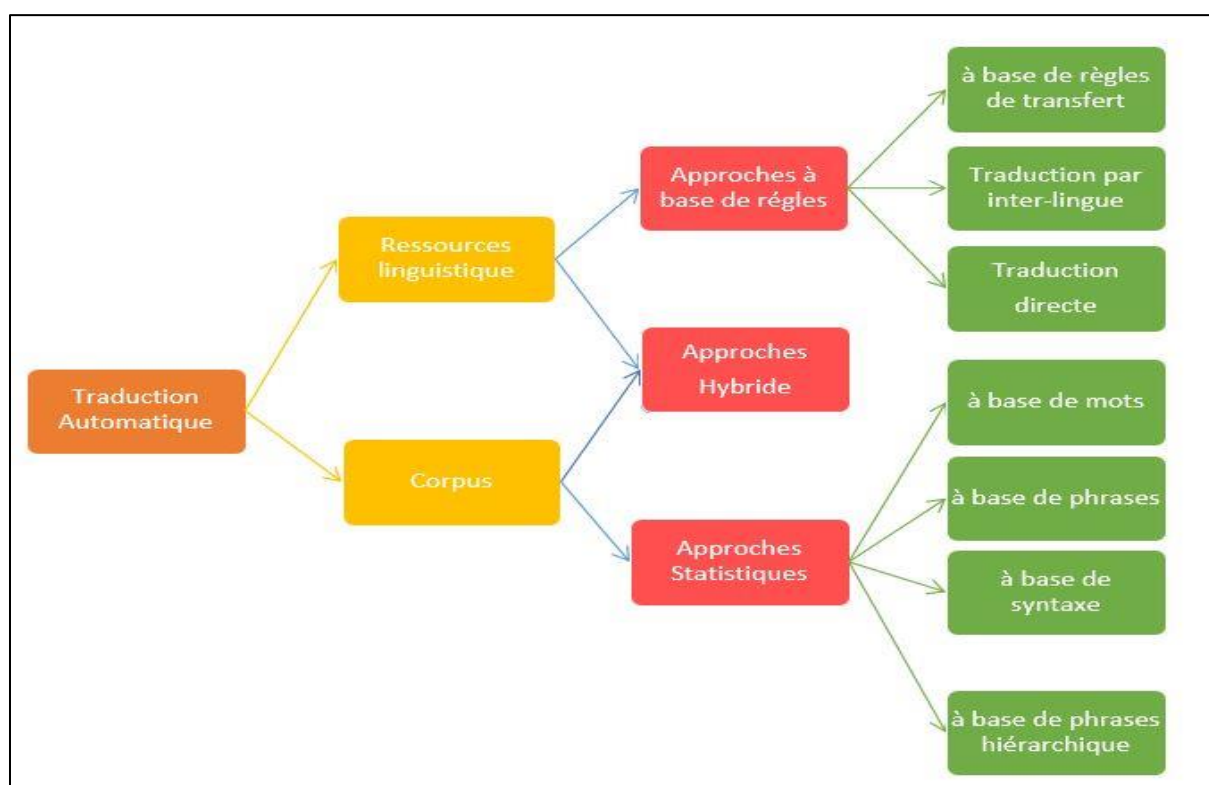 Traduction
Automatique
Ressources
linguistique
Corpus
Approches à
base de régles
Approches
Hybride
Approches
Statistiques
à base de règles
de transfert
Traduction par
inter-lingue
Traduction
directe
à base de mots
à base de phrases
à base de
syntaxe
à base de phrases
hiérarchique